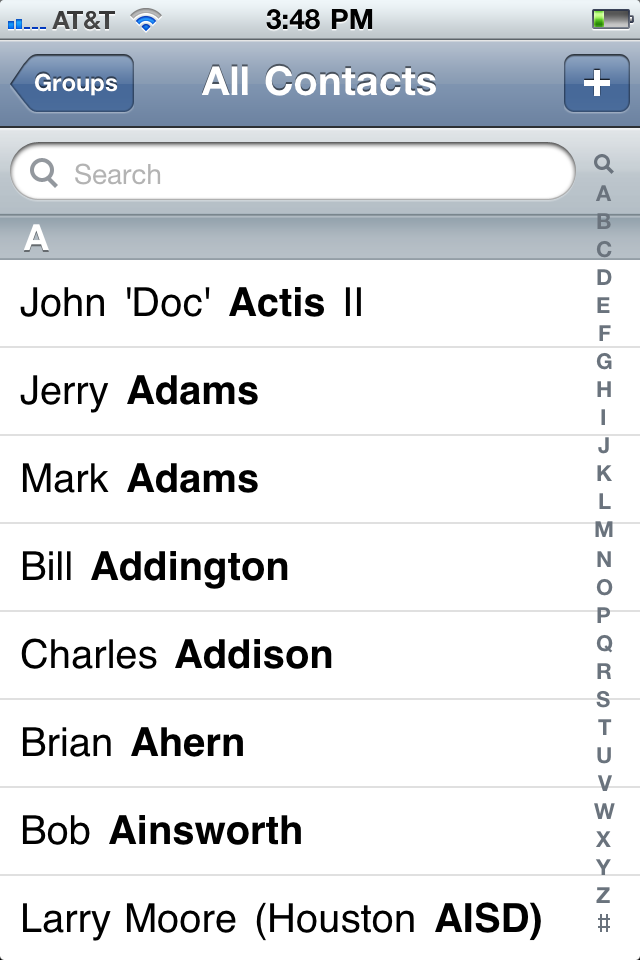 AT&T 3:48 PM
Groups All Contacts +
Search
A
John 'Doc' Actis II
Jerry Adams
Mark Adams
Bill Addington
Charles Addison
Brian Ahern
Bob Ainsworth
Larry Moore (Houston AISD)
A
B
C
D
E
F
G
H
I
J
K
L
M
N
O
P
Q
R
S
T
U
V
W
X
Y
Z
#